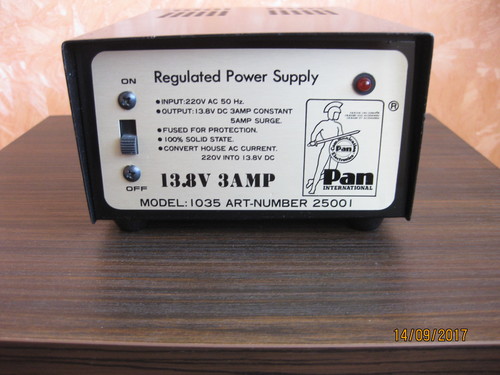 ON
Regulated Power Supply
®
• INPUT:220V AC 50 Hz.
• OUTPUT:13.8V DC 3AMP CONSTANT
5AMP SURGE.
• FUSED FOR PROTECTION.
• 100% SOLID STATE.
• CONVERT HOUSE AC CURRENT.
220V INTO 13.8V DC
OFF
13.8V 3AMP
Pan
Pan
INTERNATIONAL
MODEL:1035 ART-NUMBER 25001
14/09/2017